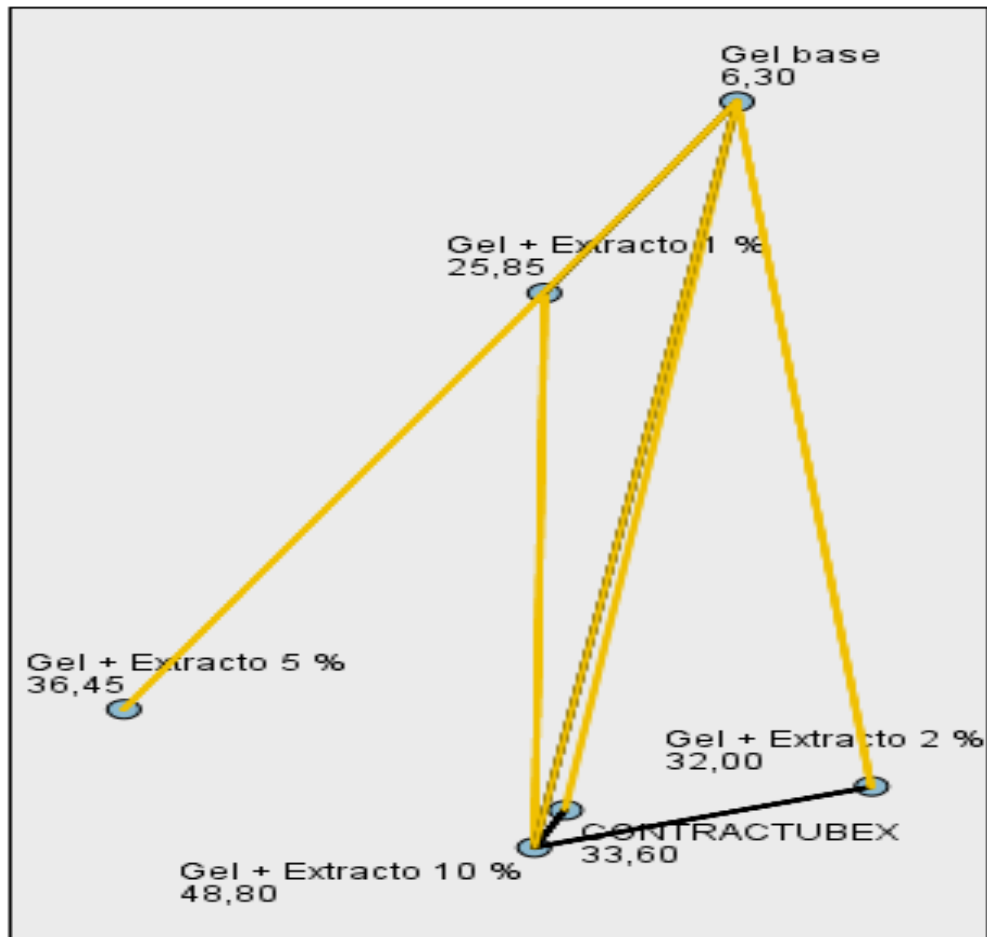 Gel base
6,30
Gel + Extracto 1 %
25,85
Gel + Extracto 5 %
36,45
Gel + Extracto 2 %
32,00
CONTRACTUBEX
33,60
Gel + Extracto 10 %
48,80